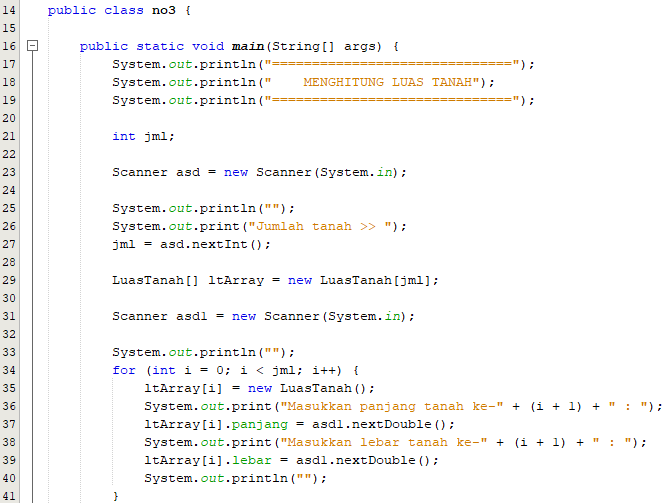 14 public class no3 {
15
16 public static void main(String[] args) {
17 System.out.println("==============================");
18 System.out.println("    MENGHITUNG LUAS TANAH");
19 System.out.println("==============================");
20
21 int jml;
22
23 Scanner asd = new Scanner(System.in);
24
25 System.out.println("");
26 System.out.print("Jumlah tanah >> ");
27 jml = asd.nextInt();
28
29 LuasTanah[] ltArray = new LuasTanah[jml];
30
31 Scanner asd1 = new Scanner(System.in);
32
33 System.out.println("");
34 for (int i = 0; i < jml; i++) {
35 ltArray[i] = new LuasTanah();
36 System.out.print("Masukkan panjang tanah ke-" + (i + 1) + " : ");
37 ltArray[i].panjang = asd1.nextDouble();
38 System.out.print("Masukkan lebar tanah ke-" + (i + 1) + " : ");
39 ltArray[i].lebar = asd1.nextDouble();
40 System.out.println("");
41 }